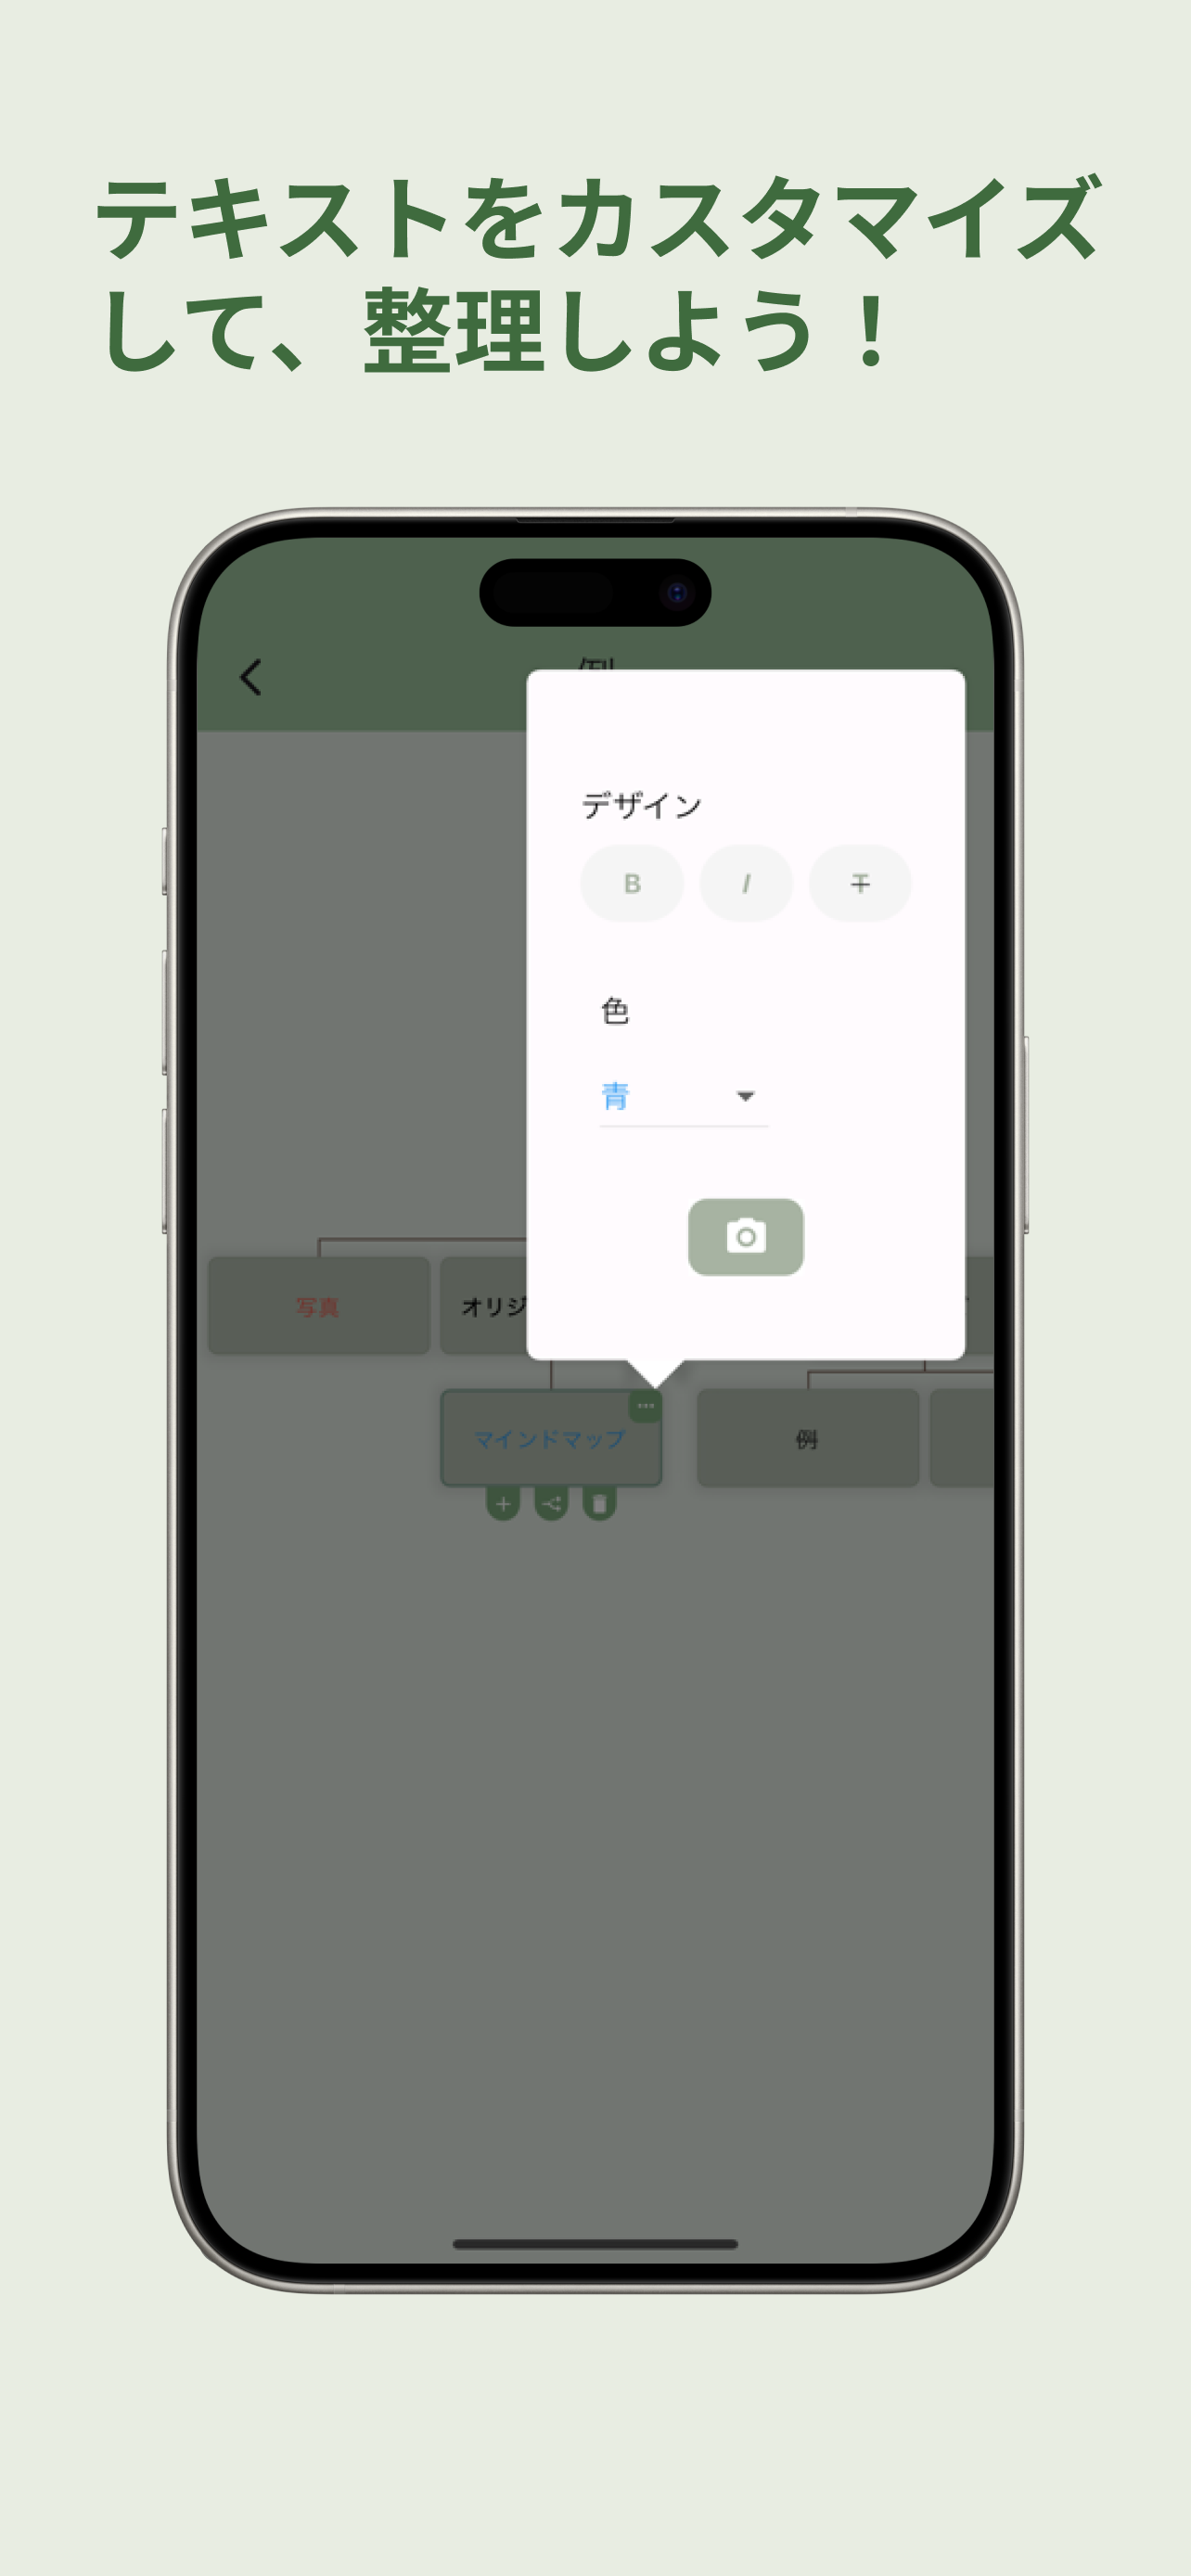 テキストをカスタマイズ
して、整理しよう！
例
デザイン
B I T
色
青
写真
オリジ
マインドマップ
例